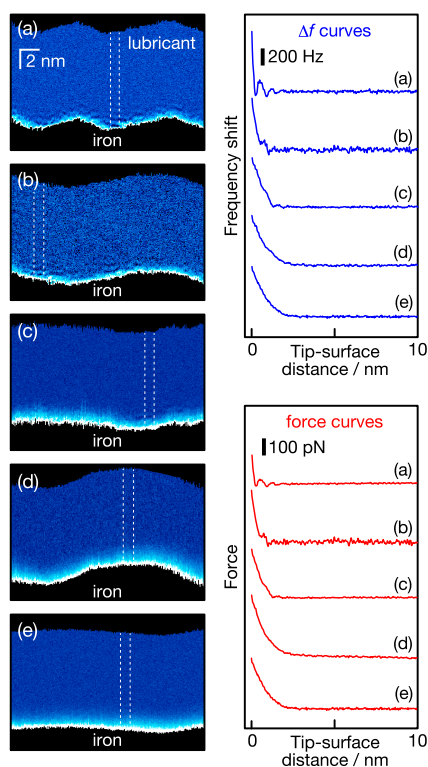 (a)
2 nm
lubricant
iron
(b)
iron
(c)
iron
(d)
iron
(e)
iron
Δf curves
200 Hz
(a)
(b)
(c)
(d)
(e)
Frequency shift
0
10
Tip-surface
distance / nm
force curves
100 pN
(a)
(b)
(c)
(d)
(e)
Force
0
10
Tip-surface
distance / nm